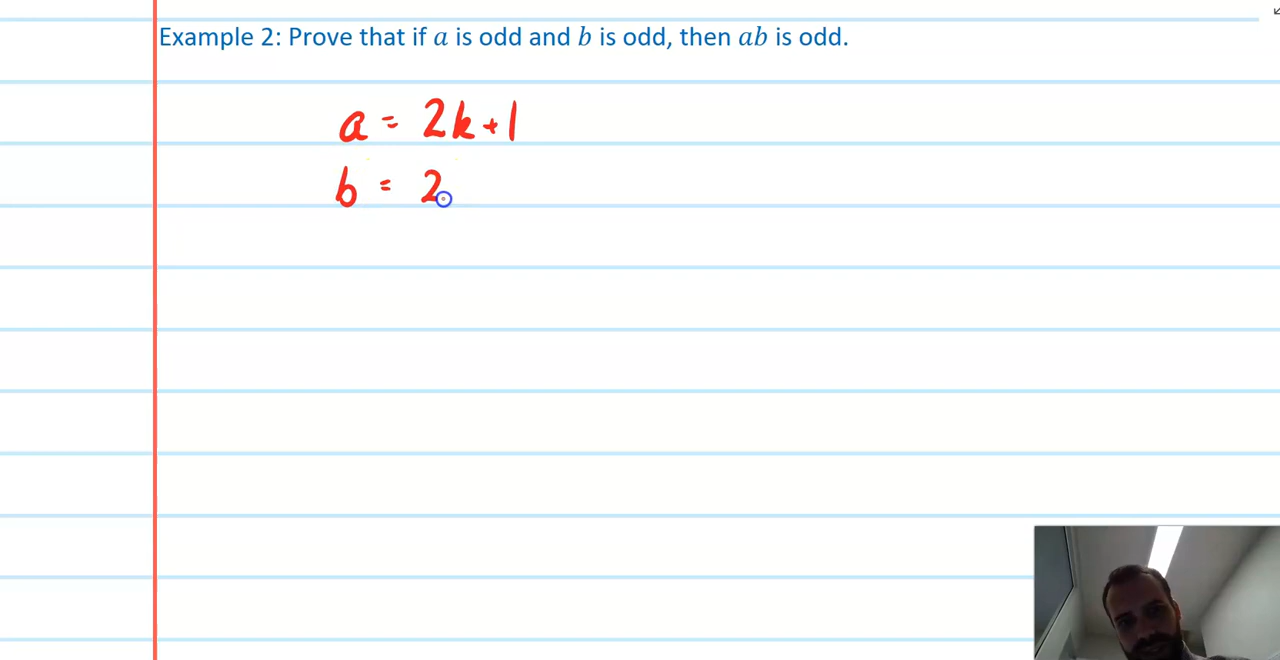 Example 2: Prove that if a is odd and b is odd, then ab is odd.
a = 2k+1
b = 2